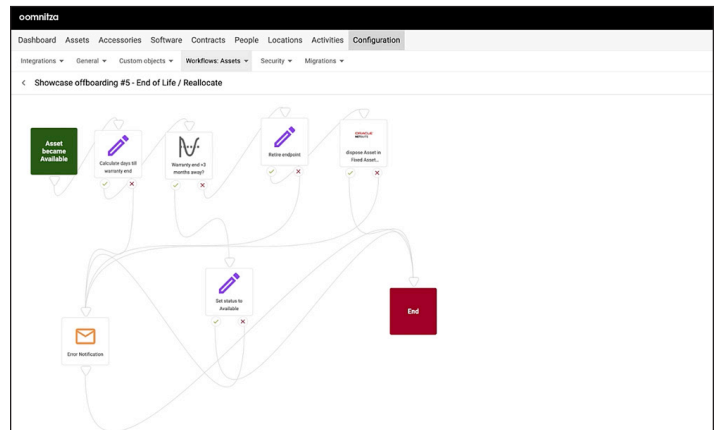 oomnitza
Dashboard Assets Accessories Software Contracts People Locations Activities Configuration
Integrations General Custom objects Workflows: Assets Security Migrations
< Showcase offboarding #5 - End of Life / Reallocate
Asset
became
Available
Calculate days till
warranty end
Warranty end <3
months away?
Retire endpoint
dispose Asset in
Fixed Asset...
Set status to
Available
End
Error Notification